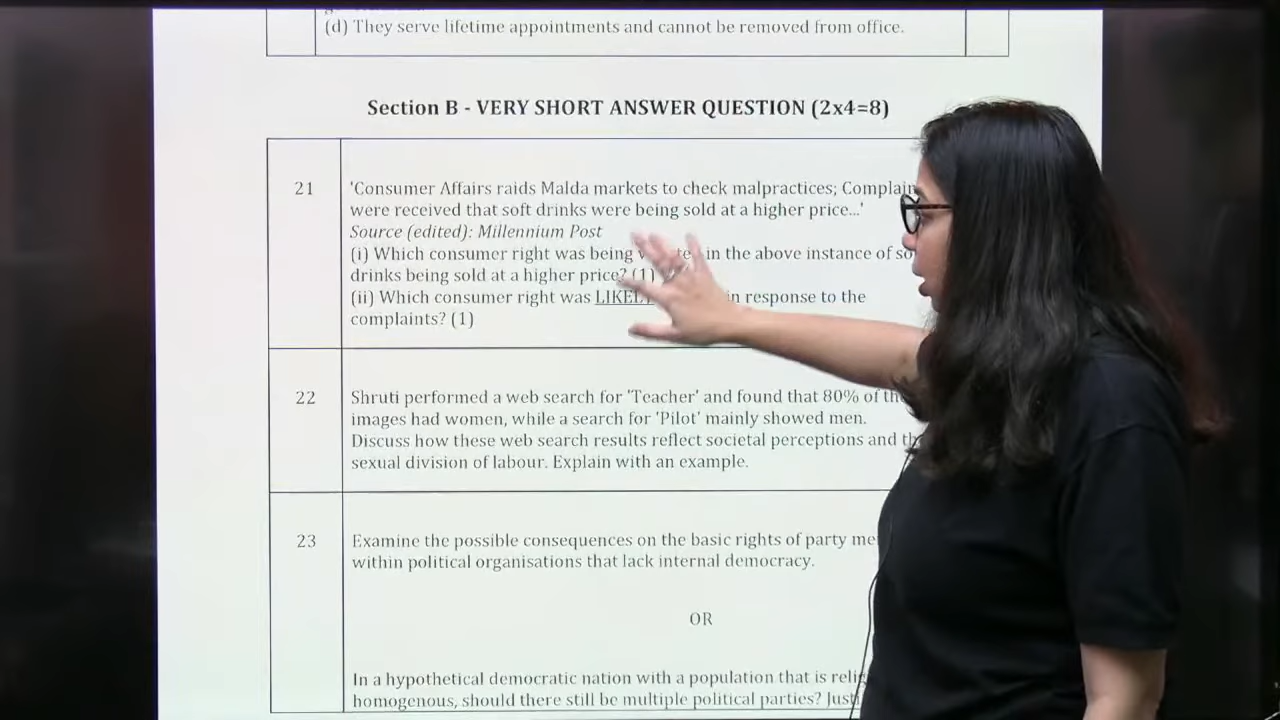 (d) They serve lifetime appointments and cannot be removed from office.
Section B - VERY SHORT ANSWER QUESTION (2x4=8)
21
'Consumer Affairs raids Malda markets to check malpractices;
were received that soft drinks were being sold at a higher price...'
Source (edited): Millennium Post
(i) Which consumer right was being in the above instance of
drinks being sold at a higher price? (1)
(ii) Which consumer right was in response to the
complaints? (1)
22
Shruti performed a web search for 'Teacher' and found that 80% of
images had women, while a search for 'Pilot' mainly showed men.
Discuss how these web search results reflect societal perceptions and
sexual division of labour. Explain with an example.
23
Examine the possible consequences on the basic rights of party
within political organisations that lack internal democracy.
OR
In a hypothetical democratic nation with a population that is
homogenous, should there still be multiple political parties?